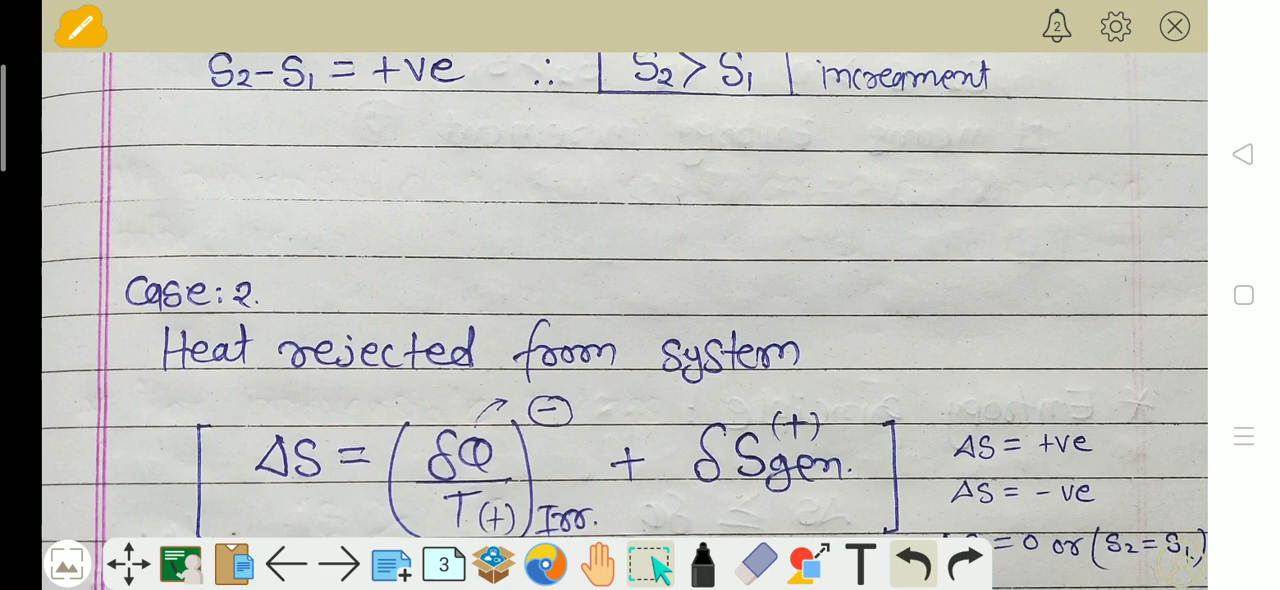 2
S₂-S₁ = +ve ∴ S₂ > S₁ increament
Case: 2.
Heat rejected from system
(-)
[ ΔS = (δQ / T(+))Irr. + δSgen.(+) ]
ΔS = +ve
ΔS = -ve
= 0 or (S₂ = S₁)
3
T